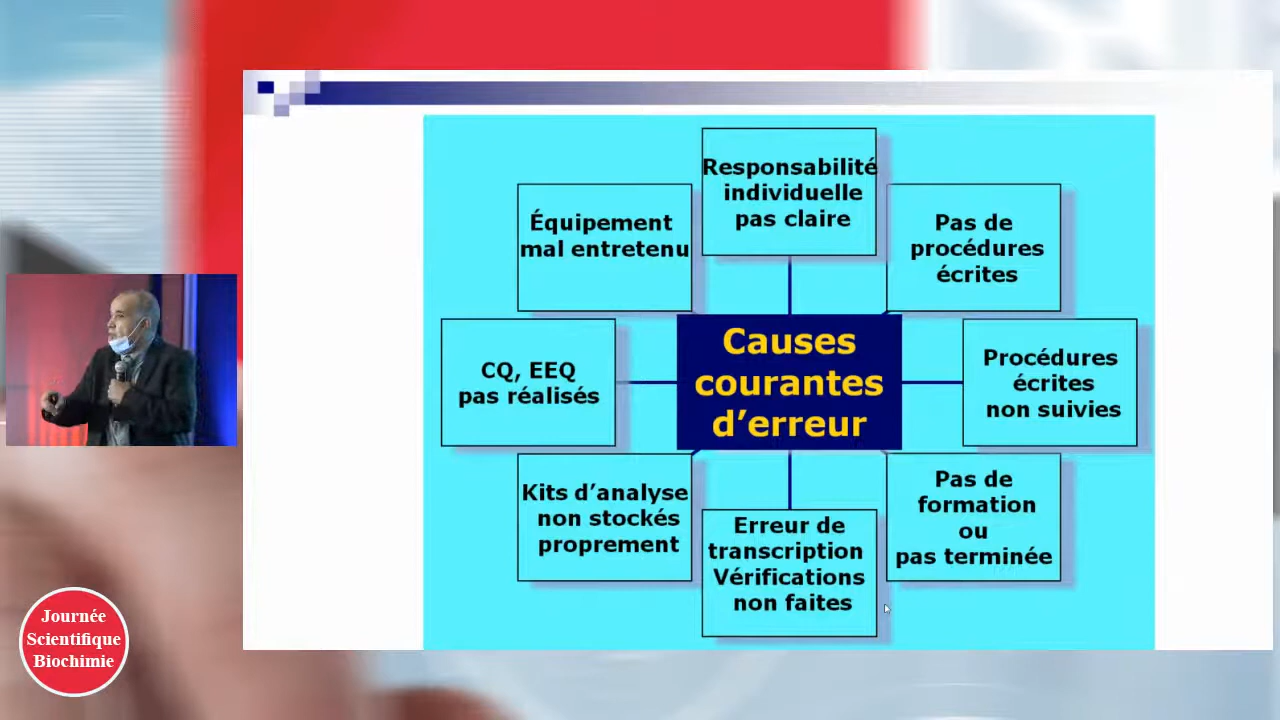 Responsabilité
individuelle
pas claire
Équipement
mal entretenu
Pas de
procédures
écrites
CQ, EEQ
pas réalisés
Causes
courantes
d’erreur
Procédures
écrites
non suivies
Kits d’analyse
non stockés
proprement
Erreur de
transcription
Vérifications
non faites
Pas de
formation
ou
pas terminée
Journée
Scientifique
Biochimie